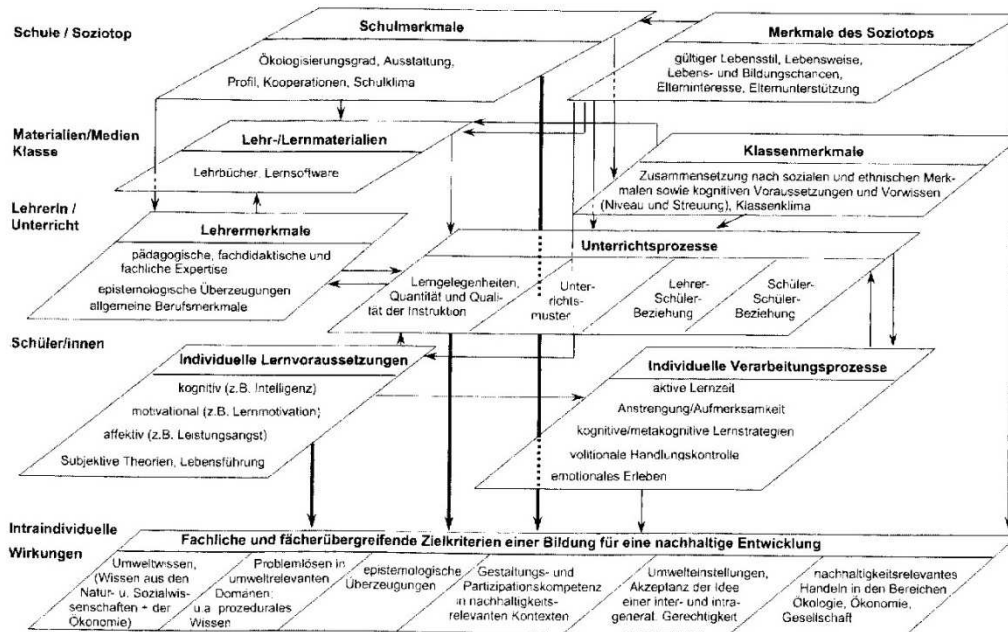 Schule / Soziotop
Schulmerkmale
Ökologisierungsgrad, Ausstattung,
Profil, Kooperationen, Schulklima
Merkmale des Soziotops
gültiger Lebensstil, Lebensweise,
Lebens- und Bildungschancen,
Elterninteresse, Elternunterstützung
Materialien/Medien
Klasse
Lehr-/Lernmaterialien
Lehrbücher, Lernsoftware
Klassenmerkmale
Zusammensetzung nach sozialen und ethnischen Merk-
malen sowie kognitiven Voraussetzungen und Vorwissen
(Niveau und Streuung), Klassenklima
LehrerIn /
Unterricht
Lehrermerkmale
pädagogische, fachdidaktische und
fachliche Expertise
epistemologische Überzeugungen
allgemeine Berufsmerkmale
Unterrichtsprozesse
Lerngelegenheiten,
Quantität und Quali-
tät der Instruktion
Unter-
richts-
muster
Lehrer-
Schüler-
Beziehung
Schüler-
Schüler-
Beziehung
Schüler/innen
Individuelle Lernvoraussetzungen
kognitiv (z.B. Intelligenz)
motivational (z.B. Lernmotivation)
affektiv (z.B. Leistungsangst)
Subjektive Theorien, Lebensführung
Individuelle Verarbeitungsprozesse
aktive Lernzeit
Anstrengung/Aufmerksamkeit
kognitive/metakognitive Lernstrategien
volitionale Handlungskontrolle
emotionales Erleben
Intraindividuelle
Wirkungen
Fachliche und fächerübergreifende Zielkriterien einer Bildung für eine nachhaltige Entwicklung
Umweltwissen,
(Wissen aus den
Natur- u. Sozialwis-
senschaften + der
Ökonomie)
Problemlösen in
umweltrelevanten
Domänen;
u.a. prozedurales
Wissen
epistemologische
Überzeugungen
Gestaltungs- und
Partizipationskompetenz
in nachhaltigkeits-
relevanten Kontexten
Umwelteinstellungen,
Akzeptanz der Idee
einer inter- und intra-
generat. Gerechtigkeit
nachhaltigkeitsrelevantes
Handeln in den Bereichen
Ökologie, Ökonomie,
Gesellschaft